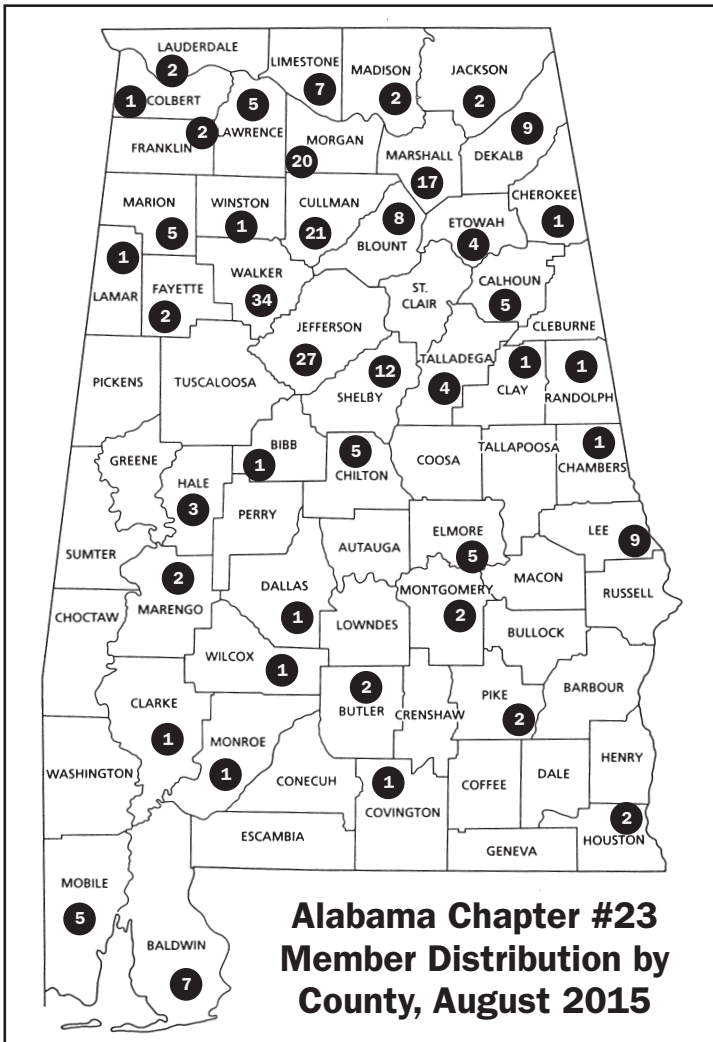 LAUDERDALE
2
LIMESTONE
7
MADISON
2
JACKSON
2
1
COLBERT
5
LAWRENCE
2
FRANKLIN
MORGAN
20
MARSHALL
17
9
DEKALB
MARION
5
WINSTON
1
CULLMAN
21
8
BLOUNT
ETOWAH
4
CHEROKEE
1
1
LAMAR
FAYETTE
2
WALKER
34
ST.
CLAIR
CALHOUN
5
CLEBURNE
JEFFERSON
27
12
SHELBY
TALLADEGA
4
1
CLAY
1
RANDOLPH
PICKENS
TUSCALOOSA
GREENE
HALE
3
BIBB
1
5
CHILTON
COOSA
TALLAPOOSA
1
CHAMBERS
PERRY
SUMTER
AUTAUGA
ELMORE
5
LEE
9
2
MARENGO
CHOCTAW
DALLAS
1
LOWNDES
MONTGOMERY
2
MACON
RUSSELL
BULLOCK
WILCOX
1
CLARKE
1
2
BUTLER
CRENSHAW
PIKE
2
BARBOUR
MONROE
1
WASHINGTON
CONECUH
1
COVINGTON
COFFEE
DALE
HENRY
2
HOUSTON
ESCAMBIA
GENEVA
MOBILE
5
BALDWIN
7
Alabama Chapter #23
Member Distribution by
County, August 2015